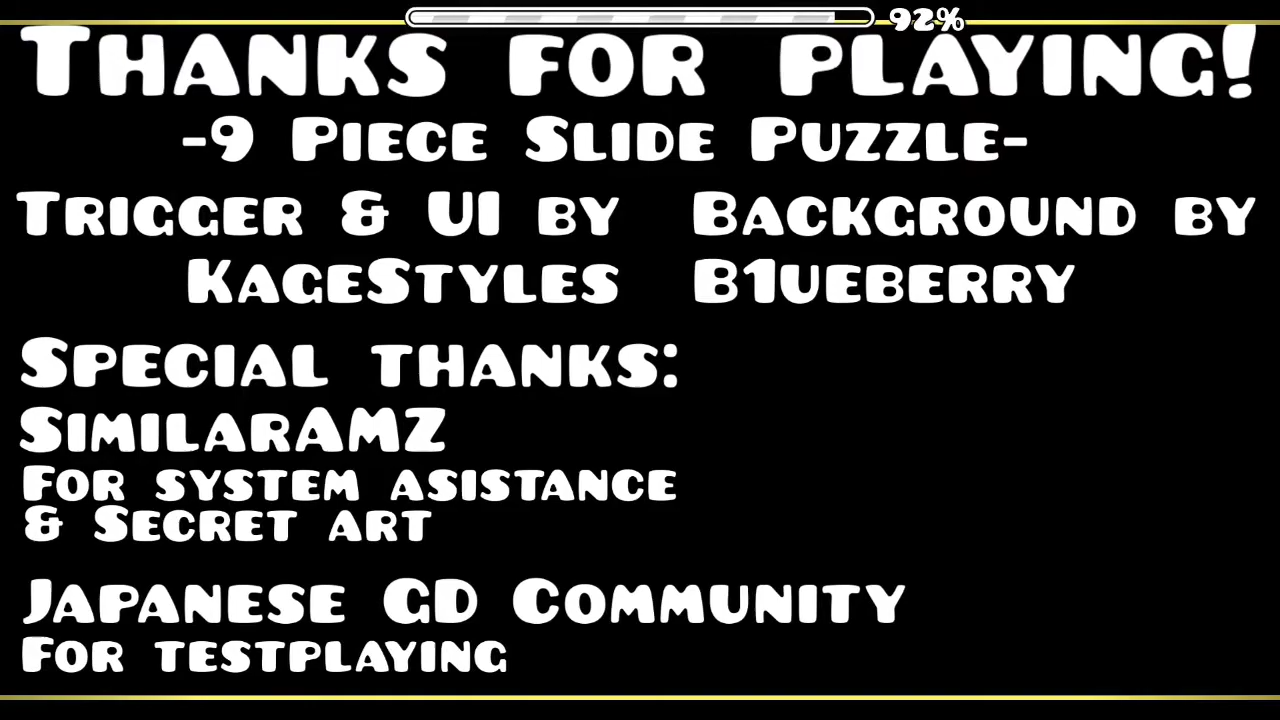 92%
Thanks for playing!
-9 Piece Slide Puzzle-
Trigger & UI by
KageStyles
Background by
B1ueberry
Special thanks:
SimilarAMZ
For system asistance
& Secret art
Japanese GD Community
For testplaying